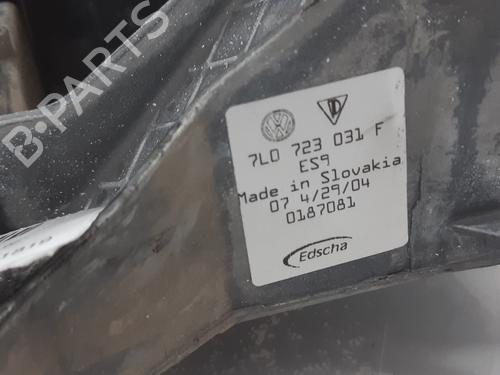 B-PARTS
7L0 723 031 F
ES9
Made in Slovakia
07 4/29/04
0187081
Edscha